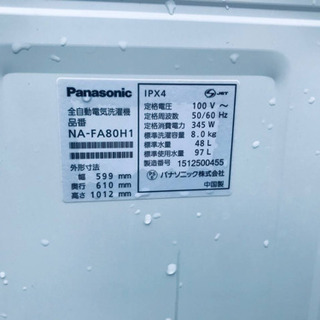 Panasonic
全自動電気洗濯機
品番
NA-FA80H1
外形寸法
幅 599 mm
奥行 610 mm
高さ 1012 mm
IPX4
JET
定格電圧 100 V ~
定格周波数 50/60 Hz
定格消費電力 345 W
標準洗濯容量 8.0 kg
標準水量 48 L
標準使用水量 97 L
製造番号 1512500455
パナソニック株式会社
中国製